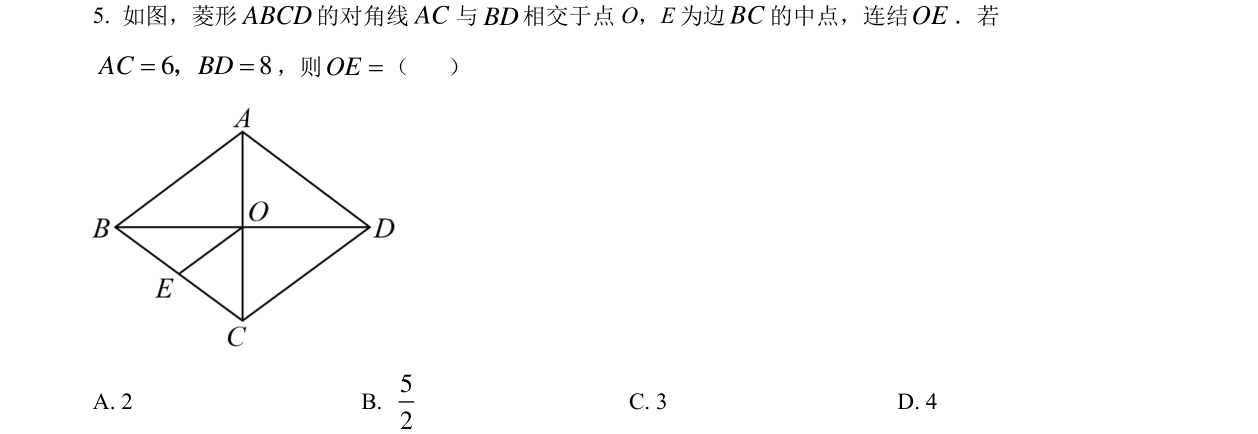 5. 如图，菱形ABCD的对角线AC与BD相交于点O，E为边BC的中点，连结OE．若
AC=6，BD=8，则OE=（　　）
A
O
B
D
E
C
A. 2 B. 5/2 C. 3 D. 4